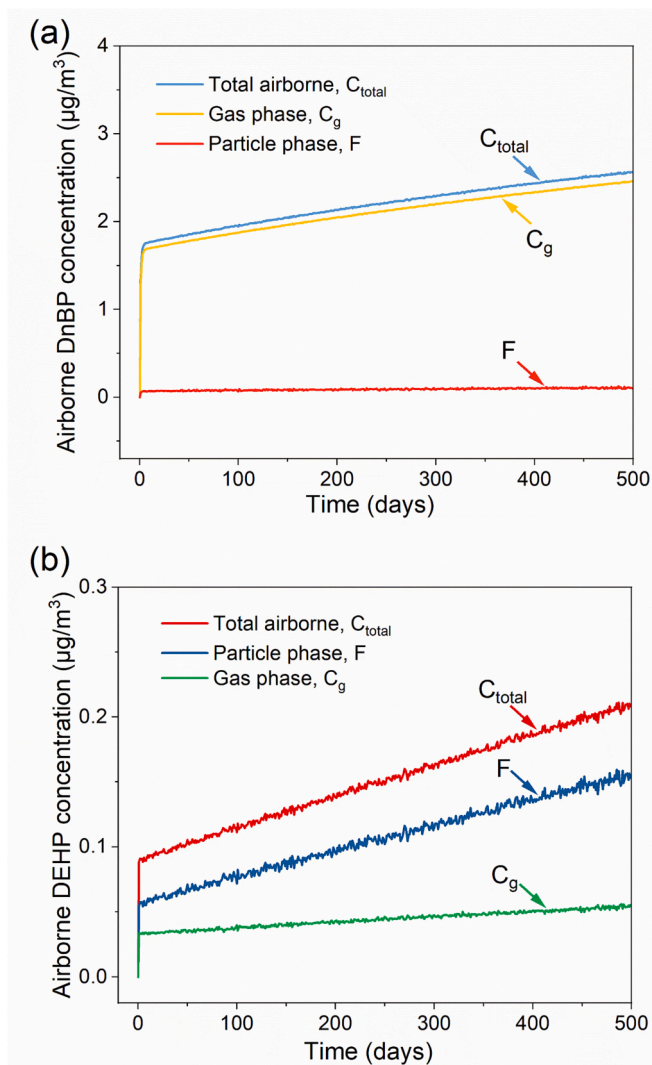 (a)
Airborne DnBP concentration (μg/m³)
4
3
2
1
0
Total airborne, Ctotal
Gas phase, Cg
Particle phase, F
Ctotal
Cg
F
0 100 200 300 400 500
Time (days)
(b)
Airborne DEHP concentration (μg/m³)
0.3
0.2
0.1
0.0
Total airborne, Ctotal
Particle phase, F
Gas phase, Cg
Ctotal
F
Cg
0 100 200 300 400 500
Time (days)